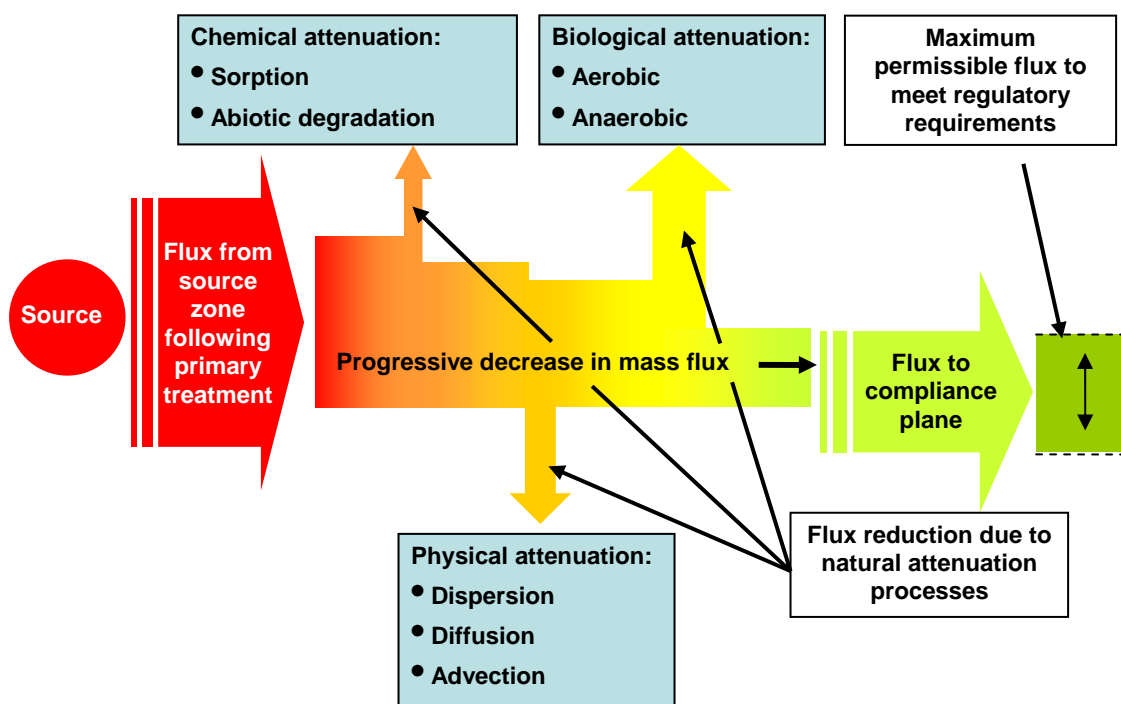 Chemical attenuation:
• Sorption
• Abiotic degradation
Biological attenuation:
• Aerobic
• Anaerobic
Maximum
permissible flux to
meet regulatory
requirements
Source
Flux from
source
zone
following
primary
treatment
Progressive decrease in mass flux
Flux to
compliance
plane
Physical attenuation:
• Dispersion
• Diffusion
• Advection
Flux reduction due to
natural attenuation
processes